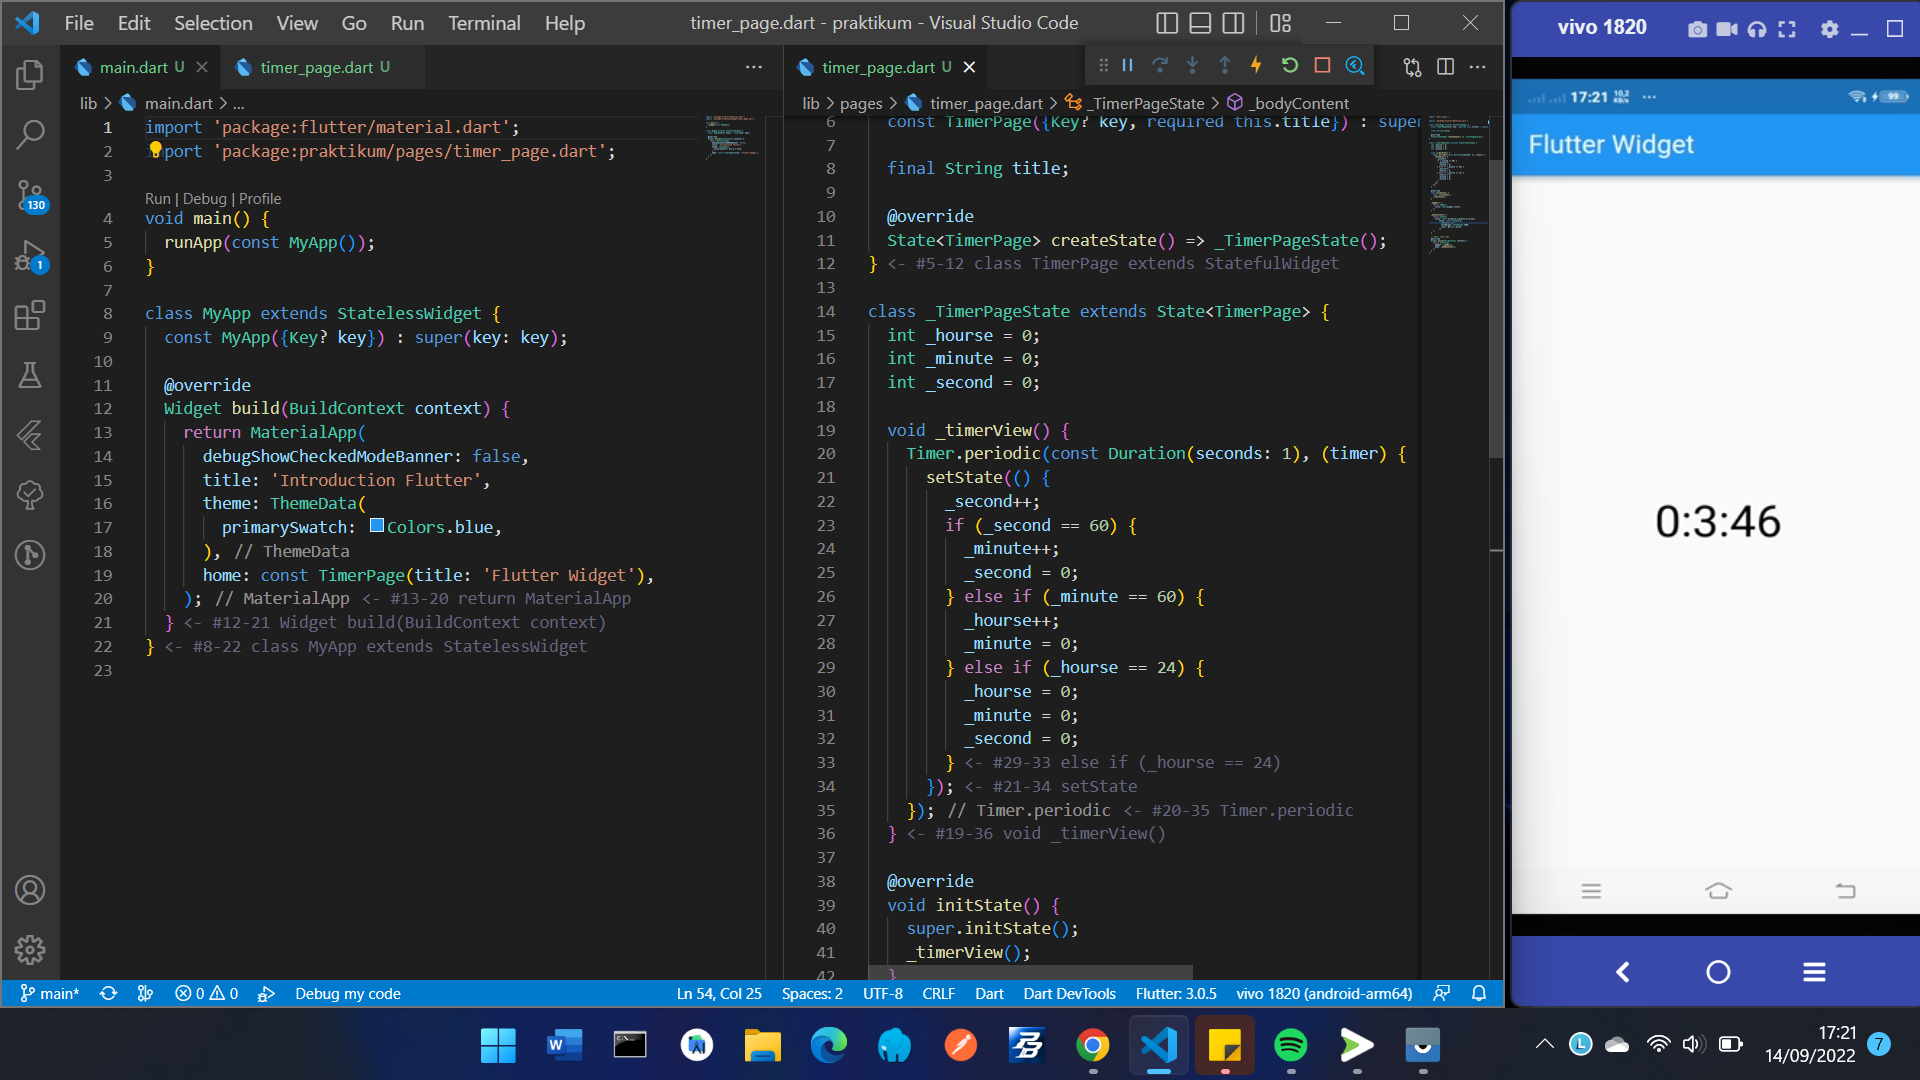 File Edit Selection View Go Run Terminal Help
timer_page.dart - praktikum - Visual Studio Code
main.dart U
timer_page.dart U
lib > main.dart > ...
130
1
1 import 'package:flutter/material.dart';
2 import 'package:praktikum/pages/timer_page.dart';
3
Run | Debug | Profile
4 void main() {
5 runApp(const MyApp());
6 }
7
8 class MyApp extends StatelessWidget {
9 const MyApp({Key? key}) : super(key: key);
10
11 @override
12 Widget build(BuildContext context) {
13 return MaterialApp(
14 debugShowCheckedModeBanner: false,
15 title: 'Introduction Flutter',
16 theme: ThemeData(
17 primarySwatch: Colors.blue,
18 ), // ThemeData
19 home: const TimerPage(title: 'Flutter Widget'),
20 ); // MaterialApp <- #13-20 return MaterialApp
21 } <- #12-21 Widget build(BuildContext context)
22 } <- #8-22 class MyApp extends StatelessWidget
23
timer_page.dart U
lib > pages > timer_page.dart > _TimerPageState > _bodyContent
6 const TimerPage({Key? key, required this.title}) : super
7
8 final String title;
9
10 @override
11 State<TimerPage> createState() => _TimerPageState();
12 } <- #5-12 class TimerPage extends StatefulWidget
13
14 class _TimerPageState extends State<TimerPage> {
15 int _hourse = 0;
16 int _minute = 0;
17 int _second = 0;
18
19 void _timerView() {
20 Timer.periodic(const Duration(seconds: 1), (timer) {
21 setState(() {
22 _second++;
23 if (_second == 60) {
24 _minute++;
25 _second = 0;
26 } else if (_minute == 60) {
27 _hourse++;
28 _minute = 0;
29 } else if (_hourse == 24) {
30 _hourse = 0;
31 _minute = 0;
32 _second = 0;
33 } <- #29-33 else if (_hourse == 24)
34 }); <- #21-34 setState
35 }); // Timer.periodic <- #20-35 Timer.periodic
36 } <- #19-36 void _timerView()
37
38 @override
39 void initState() {
40 super.initState();
41 _timerView();
42 }
main* 0 0 Debug my code
Ln 54, Col 25 Spaces: 2 UTF-8 CRLF Dart Dart DevTools Flutter: 3.0.5 vivo 1820 (android-arm64)
vivo 1820
17:21 10,2 KB/s ... 99
Flutter Widget
0:3:46
17:21
14/09/2022
7